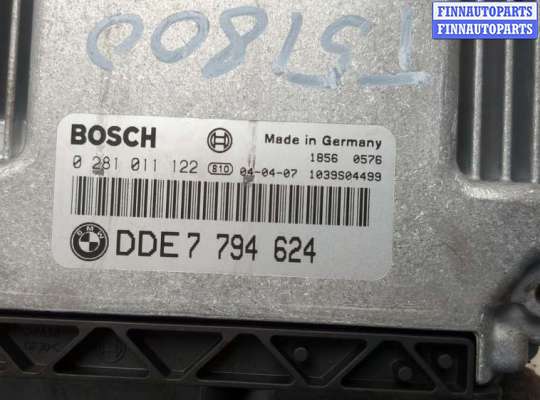 FINNAUTOPARTS
FINNAUTOPARTS
BOSCH
Made in Germany
1856 0576
0 281 011 122 810 04-04-07 1039S04499
BMW
DDE 7 794 624